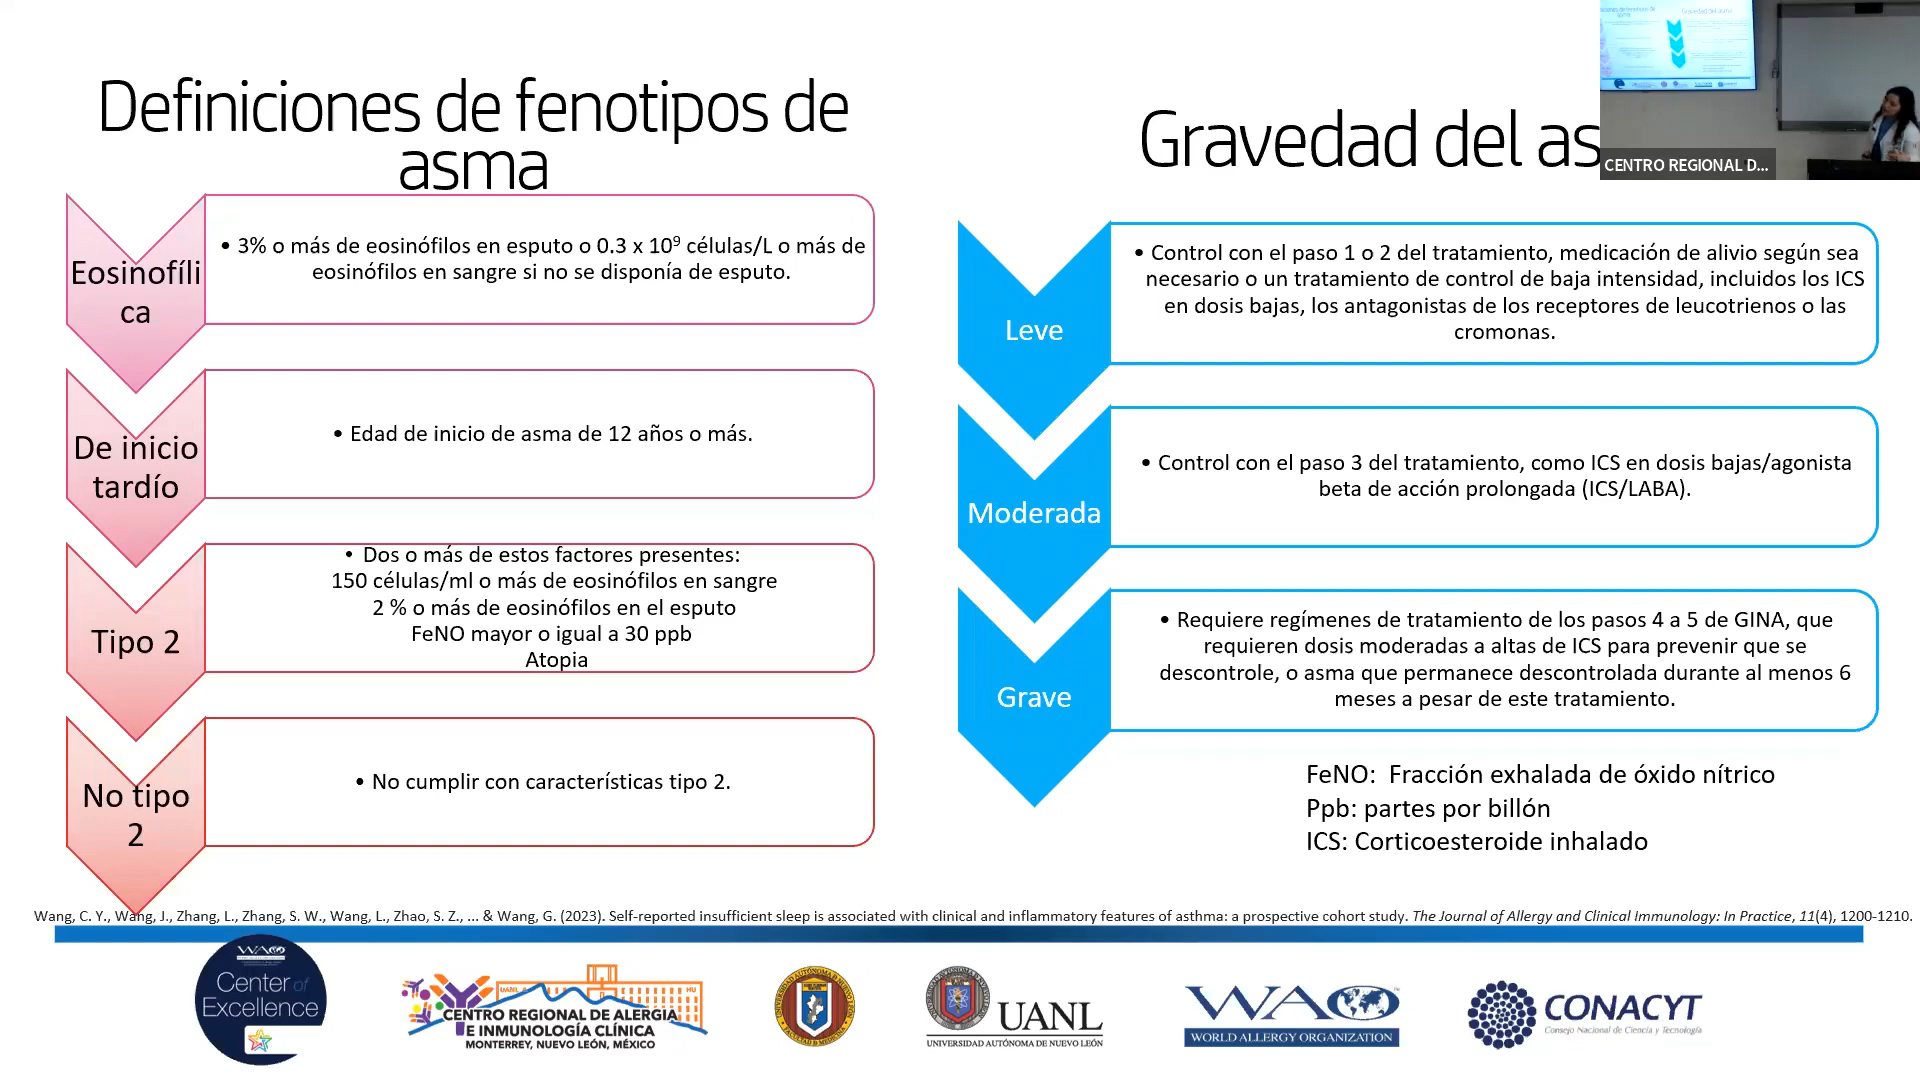 Definiciones de fenotipos de
asma
Eosinofíli
ca
• 3% o más de eosinófilos en esputo o 0.3 x 10⁹ células/L o más de
eosinófilos en sangre si no se disponía de esputo.
De inicio
tardío
• Edad de inicio de asma de 12 años o más.
Tipo 2
• Dos o más de estos factores presentes:
150 células/ml o más de eosinófilos en sangre
2 % o más de eosinófilos en el esputo
FeNO mayor o igual a 30 ppb
Atopia
No tipo
2
• No cumplir con características tipo 2.
Gravedad del as
CENTRO REGIONAL D...
Leve
• Control con el paso 1 o 2 del tratamiento, medicación de alivio según sea
necesario o un tratamiento de control de baja intensidad, incluidos los ICS
en dosis bajas, los antagonistas de los receptores de leucotrienos o las
cromonas.
Moderada
• Control con el paso 3 del tratamiento, como ICS en dosis bajas/agonista
beta de acción prolongada (ICS/LABA).
Grave
• Requiere regímenes de tratamiento de los pasos 4 a 5 de GINA, que
requieren dosis moderadas a altas de ICS para prevenir que se
descontrole, o asma que permanece descontrolada durante al menos 6
meses a pesar de este tratamiento.
FeNO: Fracción exhalada de óxido nítrico
Ppb: partes por billón
ICS: Corticoesteroide inhalado
Wang, C. Y., Wang, J., Zhang, L., Zhang, S. W., Wang, L., Zhao, S. Z., ... & Wang, G. (2023). Self-reported insufficient sleep is associated with clinical and inflammatory features of asthma: a prospective cohort study. The Journal of Allergy and Clinical Immunology: In Practice, 11(4), 1200-1210.
WAO
Center of
Excellence
UANL
HU
CENTRO REGIONAL DE ALERGIA
E INMUNOLOGÍA CLÍNICA
MONTERREY, NUEVO LEÓN, MÉXICO
UANL
UNIVERSIDAD AUTÓNOMA DE NUEVO LEÓN
WAO
WORLD ALLERGY ORGANIZATION
CONACYT
Consejo Nacional de Ciencia y Tecnología